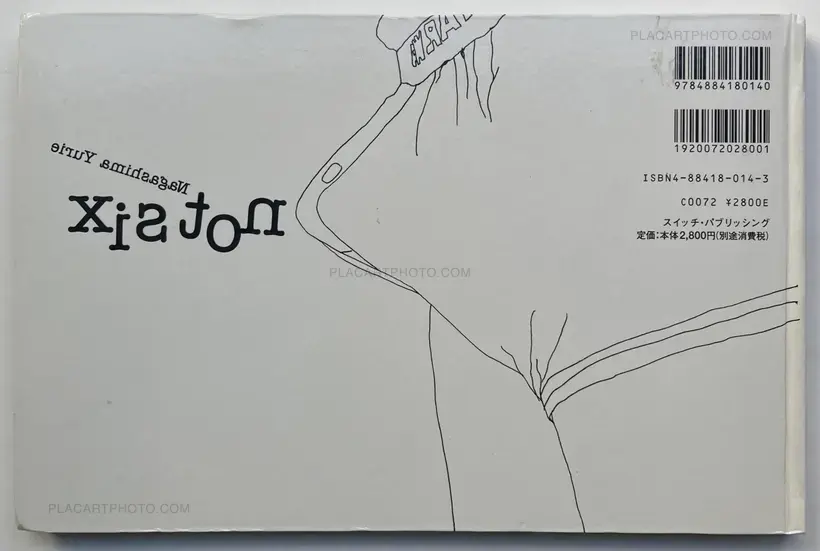 PLACARTPHOTO.COM
9784884180140
1920072028001
ISBN4-88418-014-3
C0072 ¥2800E
スイッチ・パブリッシング
定価:本体2,800円(別途消費税)
Nagashima Yurie
not six
PLACARTPHOTO.COM
PLACARTPHOTO.COM